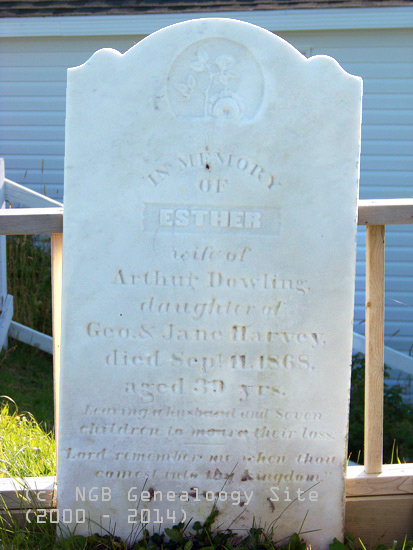 IN MEMORY
OF
ESTHER
wife of
Arthur Dowling,
daughter of
Geo. & Jane Harvey,
died Sept. 11, 1868,
aged 39 yrs.
Leaving a husband and seven
children to mourn their loss
Lord remember me when thou
comest into thy kingdom
(c) NGB Genealogy Site
(2000 - 2014)